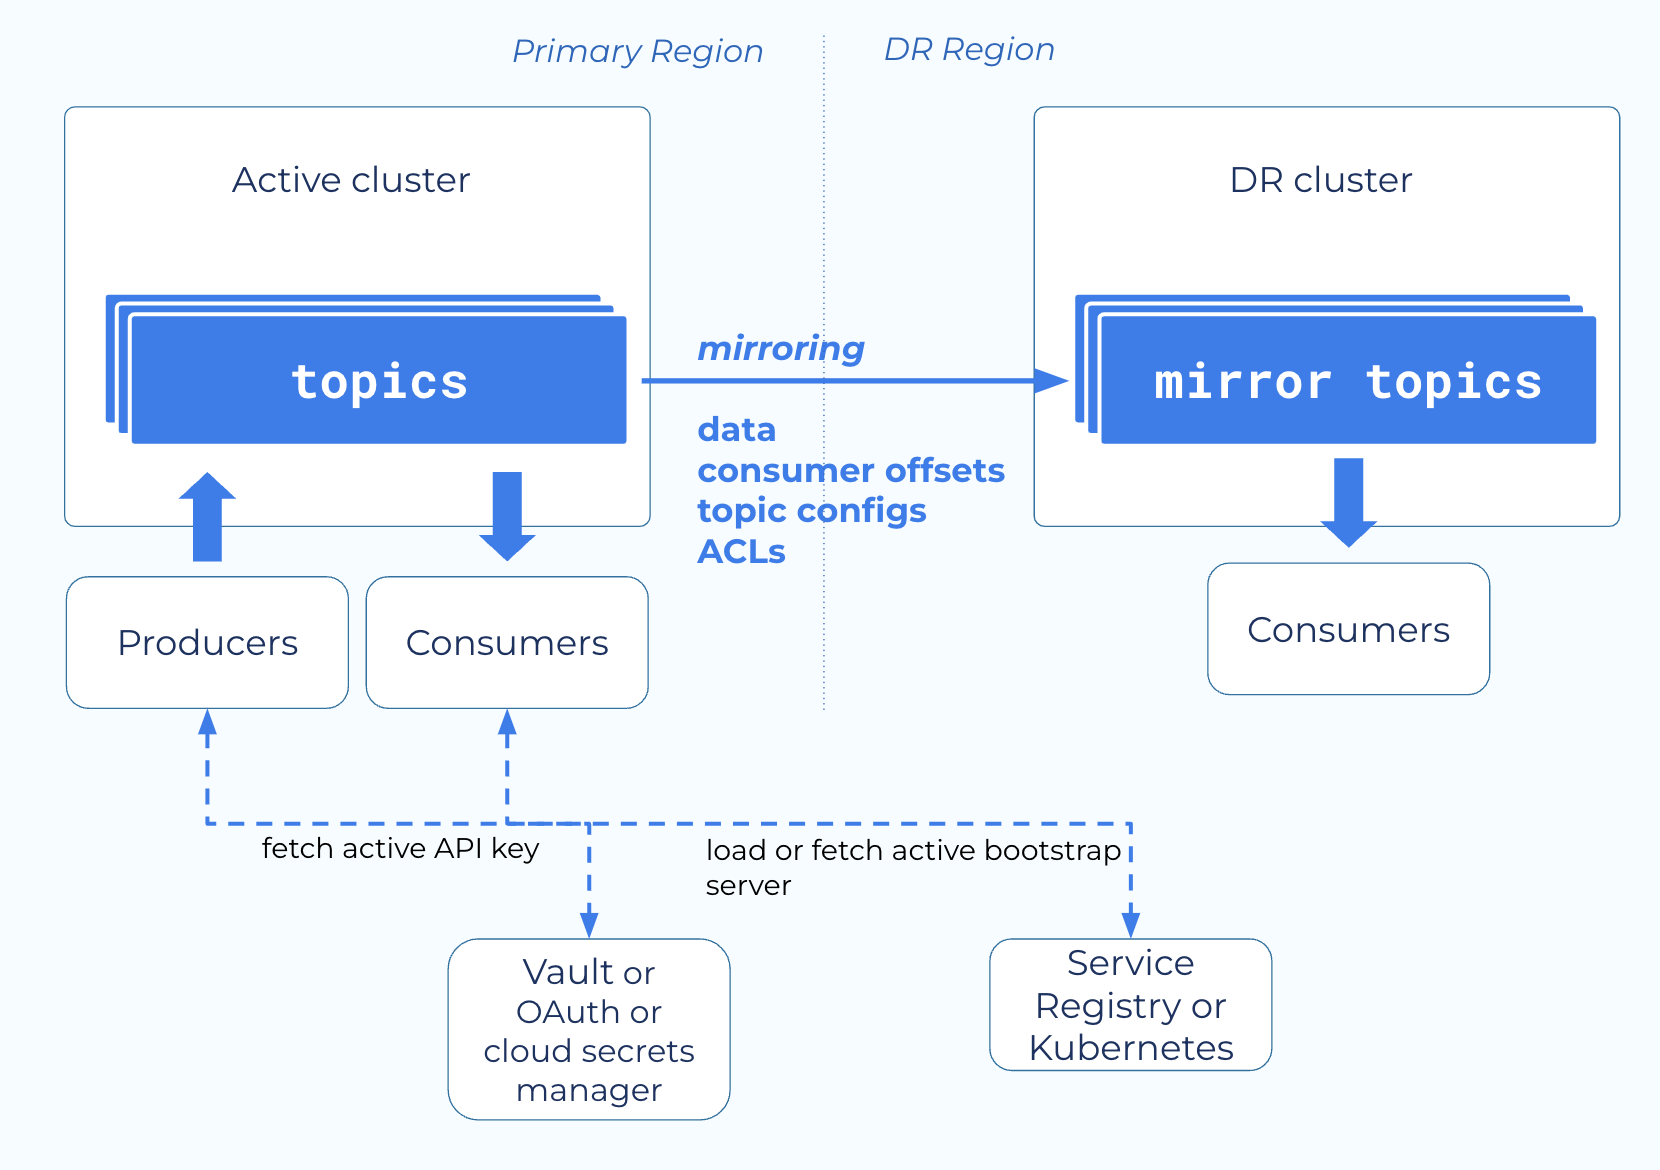 Primary Region
DR Region
Active cluster
DR cluster
topics
mirroring
mirror topics
data
consumer offsets
topic configs
ACLs
Producers
Consumers
Consumers
fetch active API key
load or fetch active bootstrap
server
Vault or
OAuth or
cloud secrets
manager
Service
Registry or
Kubernetes